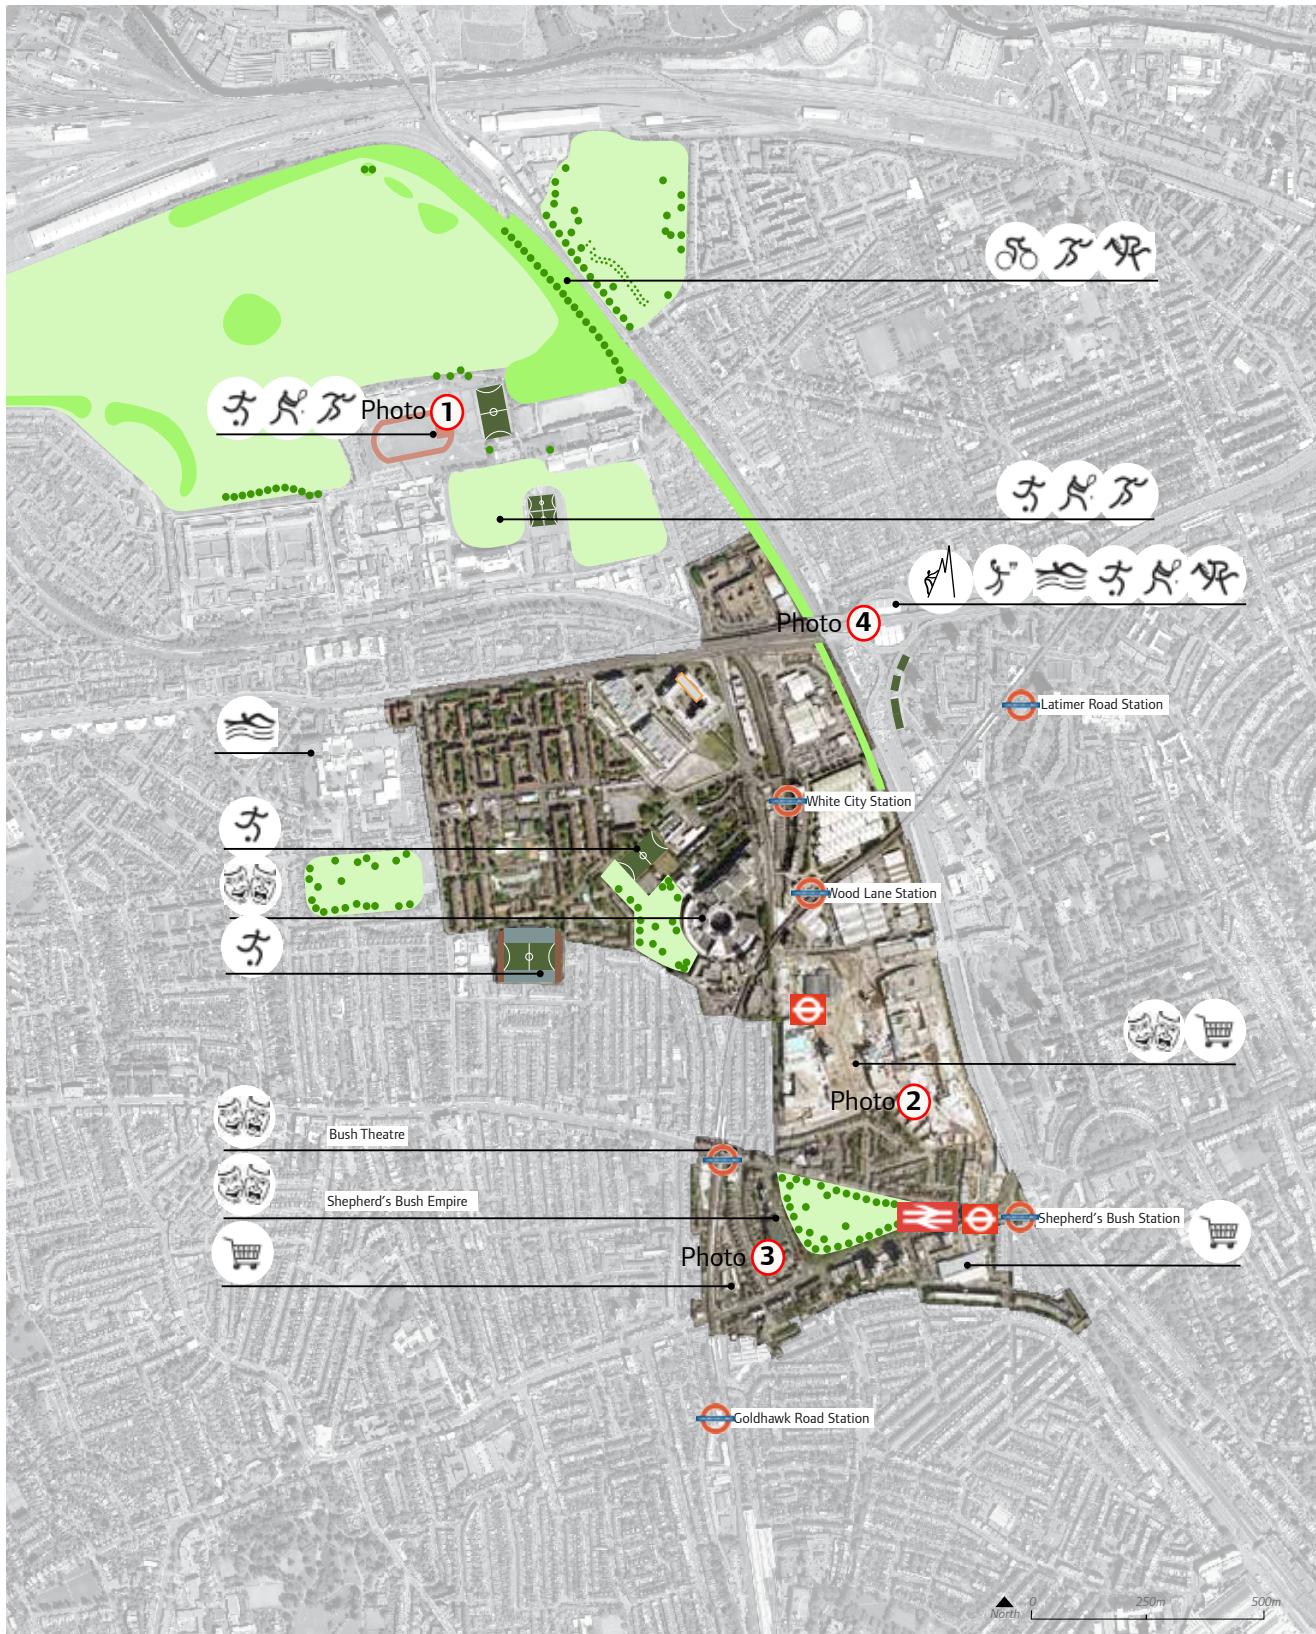 Photo 1
Photo 4
Latimer Road Station
White City Station
Wood Lane Station
Photo 2
Bush Theatre
Shepherd's Bush Empire
Shepherd's Bush Station
Photo 3
Goldhawk Road Station
North
0 250m 500m